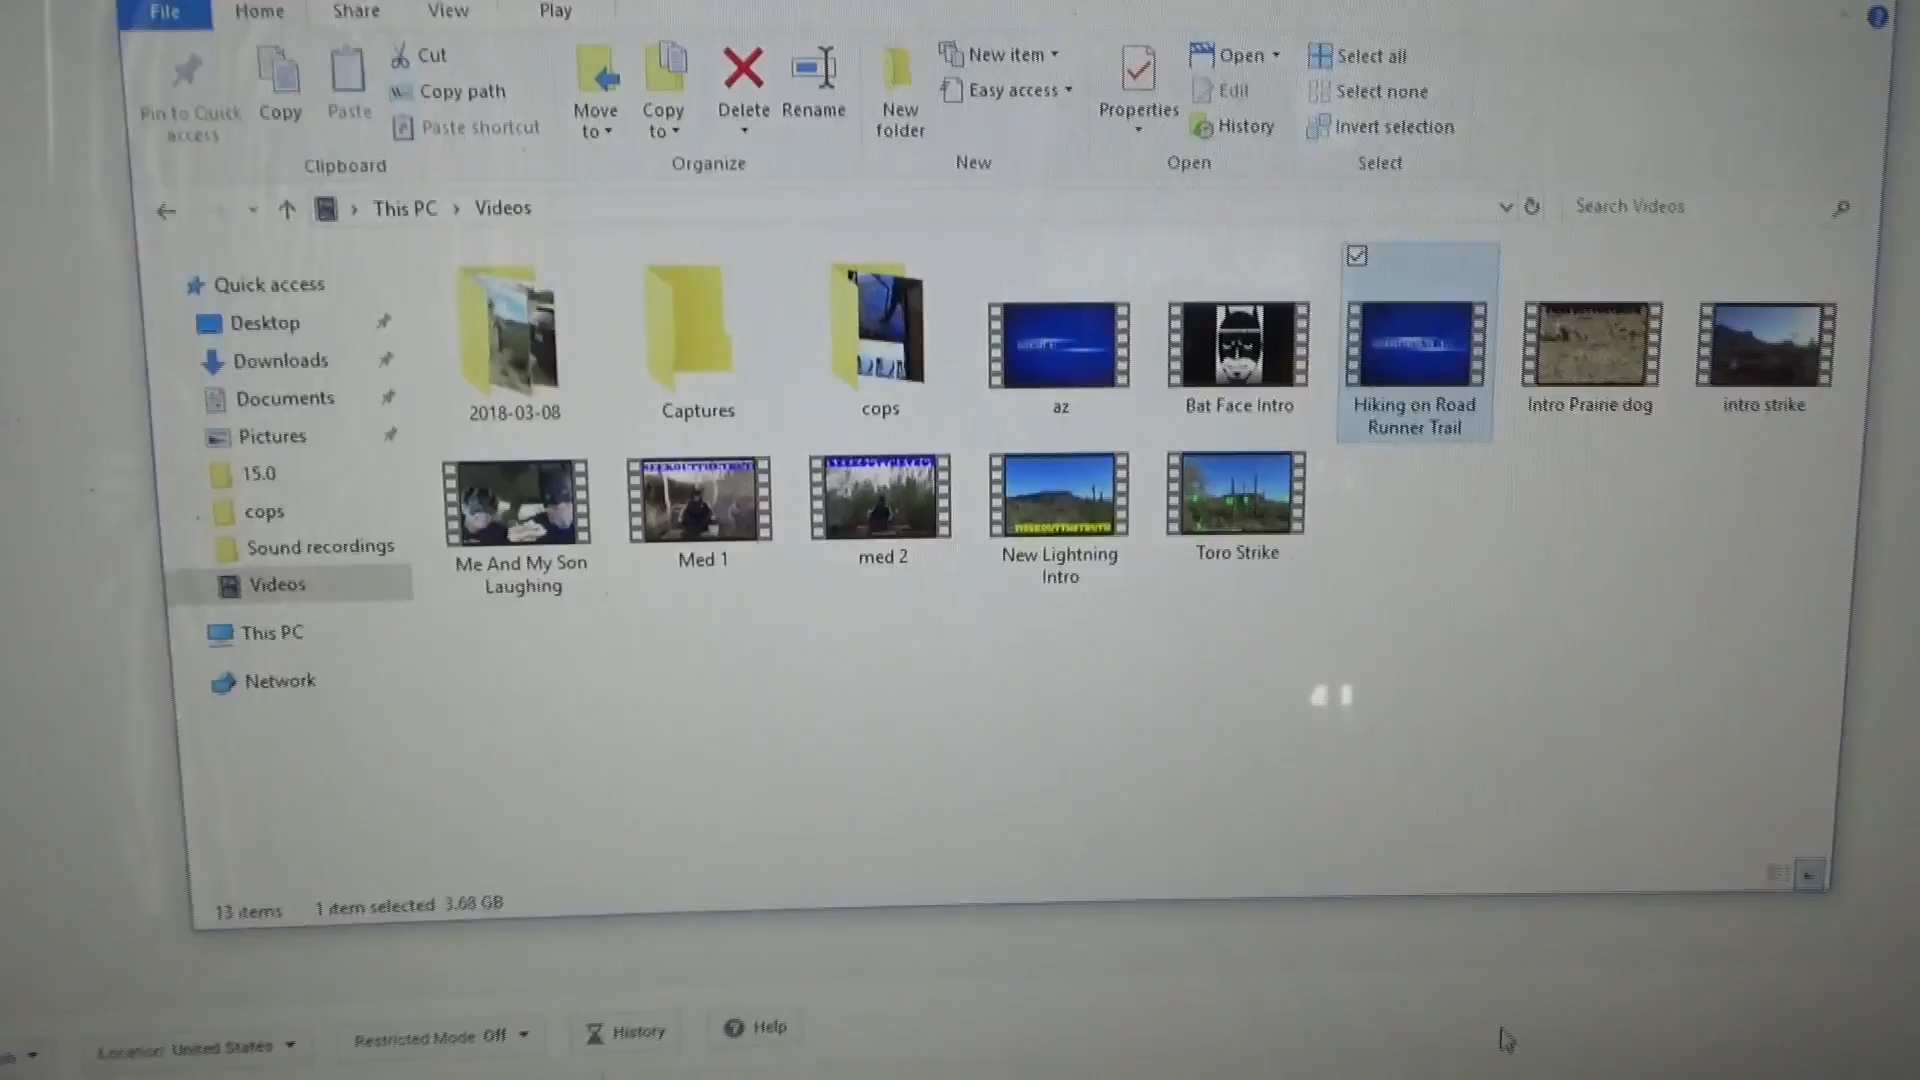 File Home Share View Play
Pin to Quick access
Copy
Paste
Cut
Copy path
Paste shortcut
Clipboard
Move to
Copy to
Delete
Rename
Organize
New folder
New item
Easy access
New
Properties
Open
Edit
History
Open
Select all
Select none
Invert selection
Select
This PC > Videos
Search Videos
Quick access
Desktop
Downloads
Documents
Pictures
15.0
cops
Sound recordings
Videos
This PC
Network
2018-03-08
Captures
cops
az
Bat Face Intro
Hiking on Road
Runner Trail
Intro Prairie dog
intro strike
Me And My Son
Laughing
SEEKOUTTHETRUTH
Med 1
med 2
SEEKOUTTHETRUTH
New Lightning
Intro
Toro Strike
13 items 1 item selected 3.68 GB
Location: United States
Restricted Mode: Off
History
Help